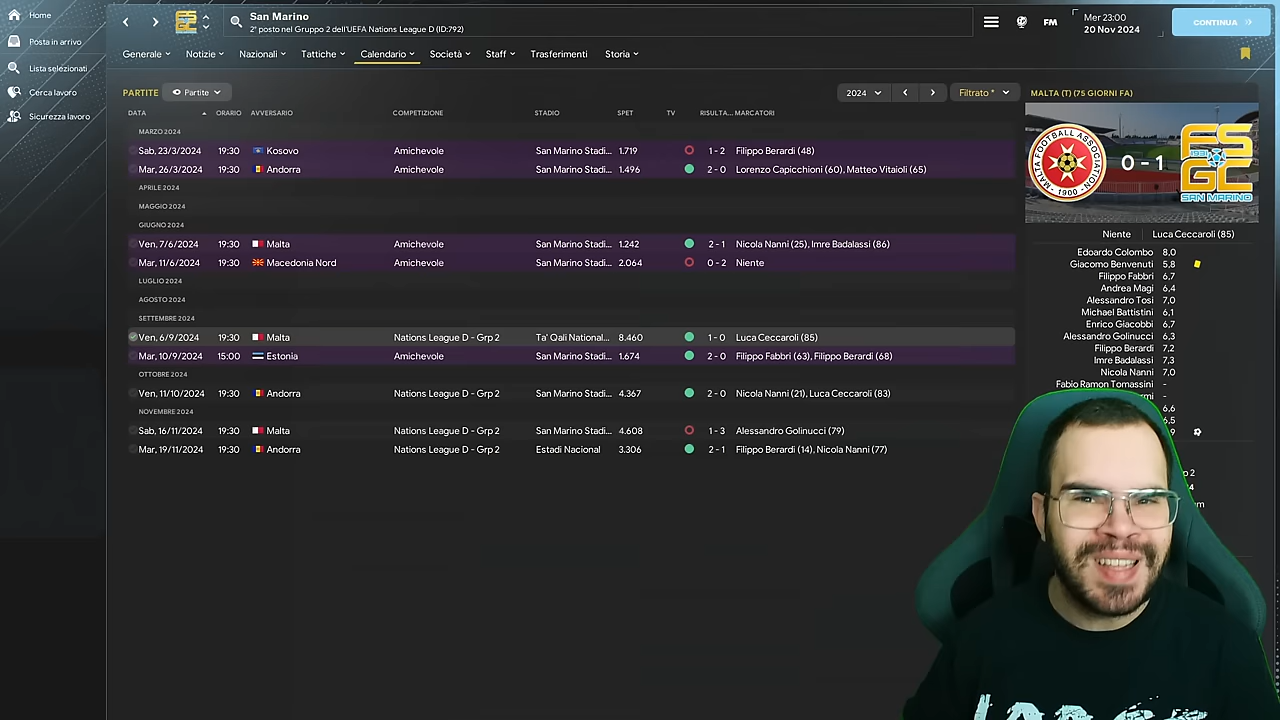 Home
Posta in arrivo
Lista selezionati
Cerca lavoro
Sicurezza lavoro
San Marino
2° posto nel Gruppo 2 dell'UEFA Nations League D (ID:792)
FM
Mer 23:00
20 Nov 2024
CONTINUA
Generale Notizie Nazionali Tattiche Calendario Società Staff Trasferimenti Storia
PARTITE Partite 2024 Filtrato *
DATA ORARIO AVVERSARIO COMPETIZIONE STADIO SPET TV RISULTA... MARCATORI
MARZO 2024
Sab, 23/3/2024 19:30 Kosovo Amichevole San Marino Stadi... 1.719 1 - 2 Filippo Berardi (48)
Mar, 26/3/2024 19:30 Andorra Amichevole San Marino Stadi... 1.496 2 - 0 Lorenzo Capicchioni (60), Matteo Vitaioli (65)
APRILE 2024
MAGGIO 2024
GIUGNO 2024
Ven, 7/6/2024 19:30 Malta Amichevole San Marino Stadi... 1.242 2 - 1 Nicola Nanni (25), Imre Badalassi (86)
Mar, 11/6/2024 19:30 Macedonia Nord Amichevole San Marino Stadi... 2.064 0 - 2 Niente
LUGLIO 2024
AGOSTO 2024
SETTEMBRE 2024
Ven, 6/9/2024 19:30 Malta Nations League D - Grp 2 Ta' Qali National... 8.460 1 - 0 Luca Ceccaroli (85)
Mar, 10/9/2024 15:00 Estonia Amichevole San Marino Stadi... 1.674 2 - 0 Filippo Fabbri (63), Filippo Berardi (68)
OTTOBRE 2024
Ven, 11/10/2024 19:30 Andorra Nations League D - Grp 2 San Marino Stadi... 4.367 2 - 0 Nicola Nanni (21), Luca Ceccaroli (83)
NOVEMBRE 2024
Sab, 16/11/2024 19:30 Malta Nations League D - Grp 2 San Marino Stadi... 4.608 1 - 3 Alessandro Golinucci (79)
Mar, 19/11/2024 19:30 Andorra Nations League D - Grp 2 Estadi Nacional 3.306 2 - 1 Filippo Berardi (14), Nicola Nanni (77)
MALTA (T) (75 GIORNI FA)
MALTA FOOTBALL ASSOCIATION
1900
0 - 1
FSGC
1931
SAN MARINO
Niente Luca Ceccaroli (85)
Edoardo Colombo 8,0
Giacomo Benvenuti 5,8
Filippo Fabbri 6,7
Andrea Magi 6,4
Alessandro Tosi 7,0
Michael Battistini 6,1
Enrico Giacobbi 6,7
Alessandro Golinucci 6,3
Filippo Berardi 7,2
Imre Badalassi 7,3
Nicola Nanni 7,0
Fabio Ramon Tomassini -
-
6,6